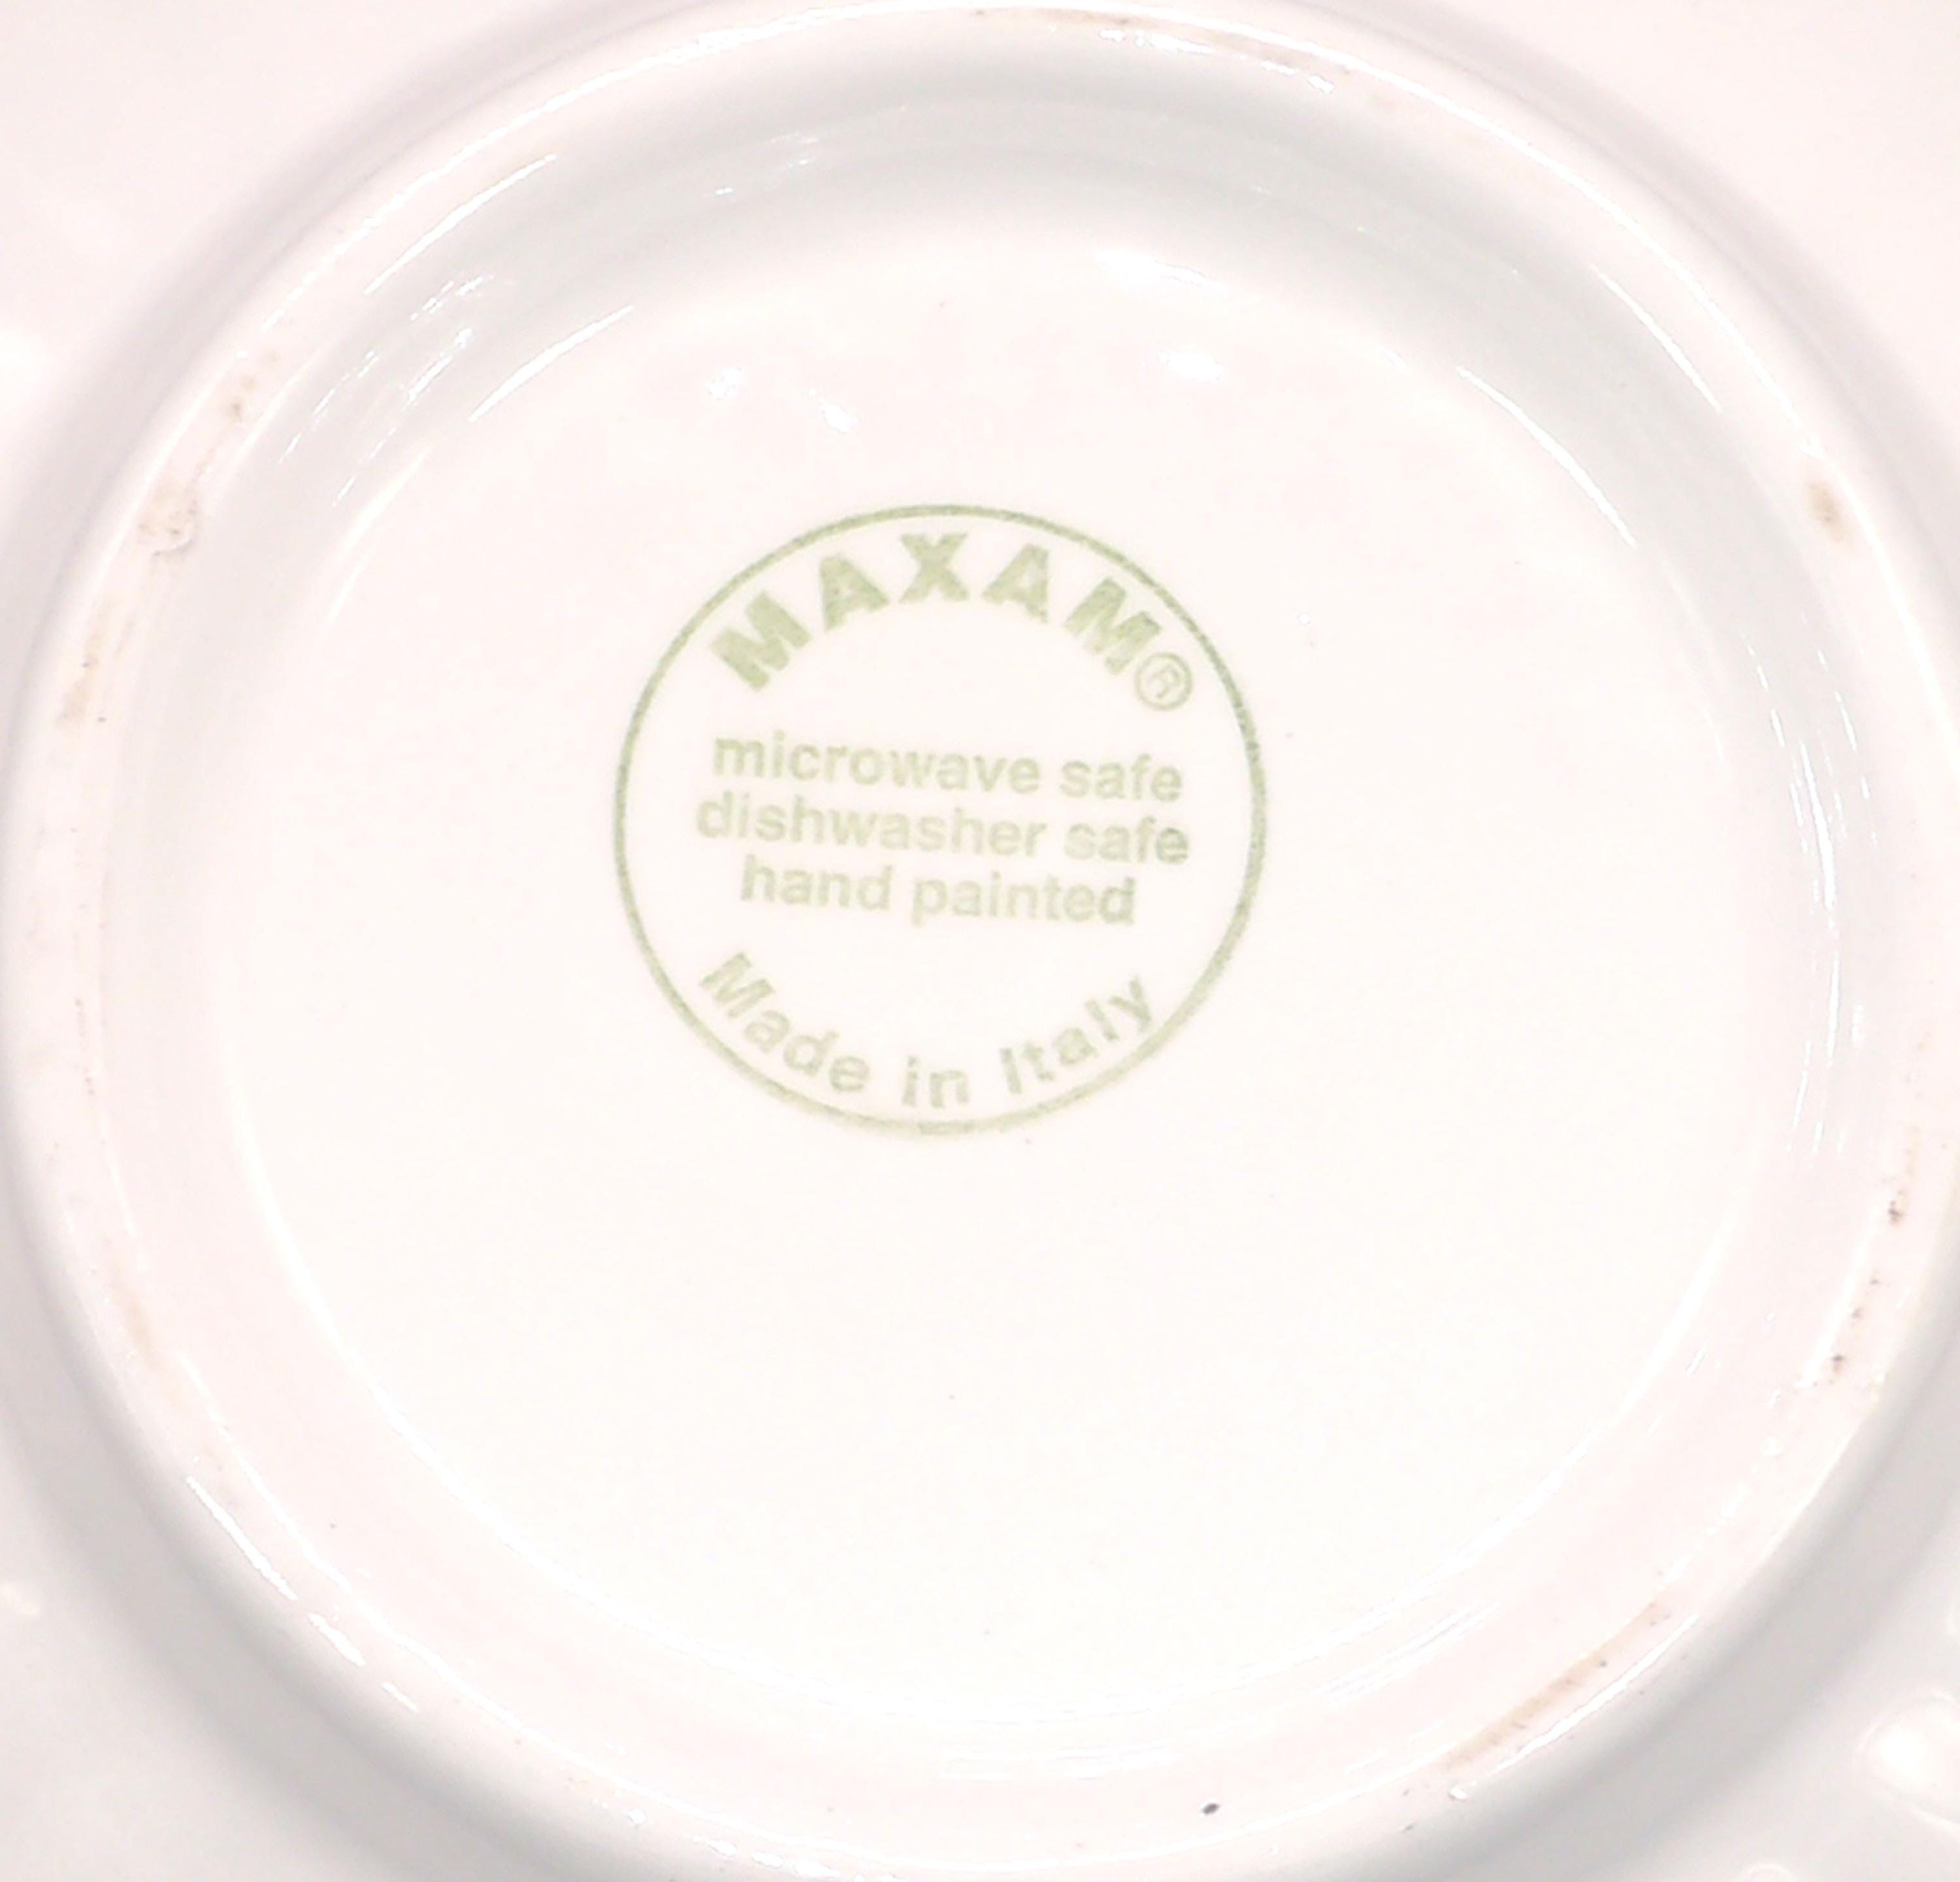 MAXAM®
microwave safe
dishwasher safe
hand painted
Made in Italy